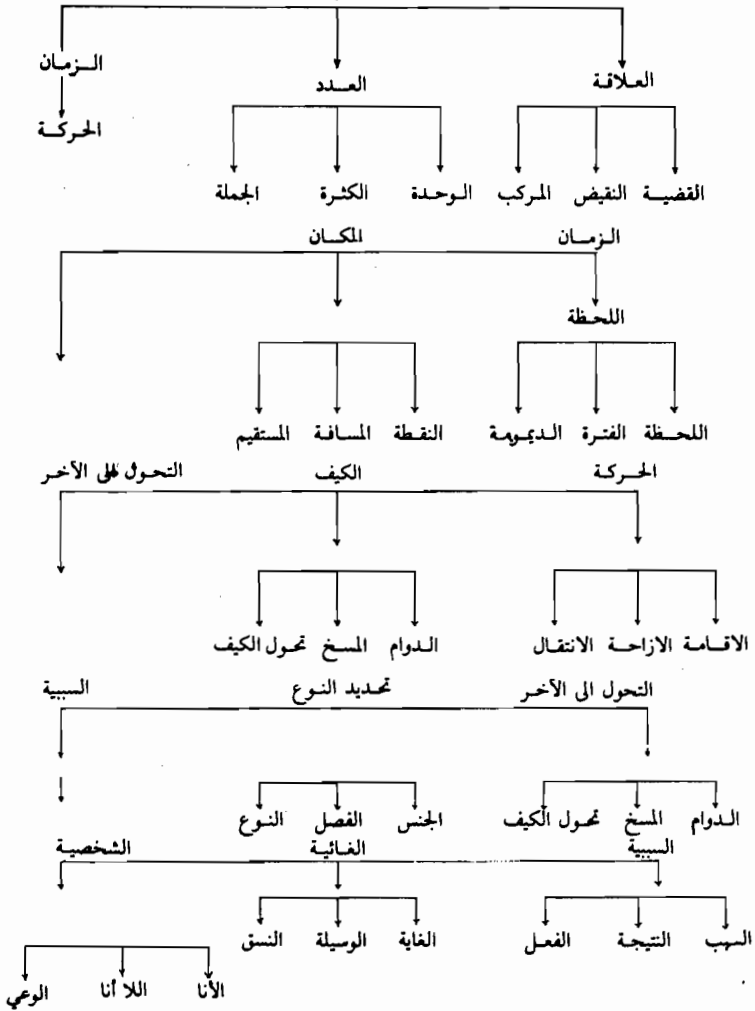 العلاقة العدد الزمان
الحركة
القضية النقيض المركب الوحدة الكثرة الجملة
الزمان المكان
اللحظة
اللحظة الفترة الديمومة النقطة المسافة المستقيم
الحركة الكيف التحول الى الآخر
الاقامة الازاحة الانتقال الدوام المسخ تحول الكيف
التحول الى الآخر تحديد النوع السببية
الدوام المسخ تحول الكيف الجنس الفصل النوع
السببية الغائية الشخصية
السبب النتيجة الفعل الغاية الوسيلة النسق
الأنا اللا أنا الوعي